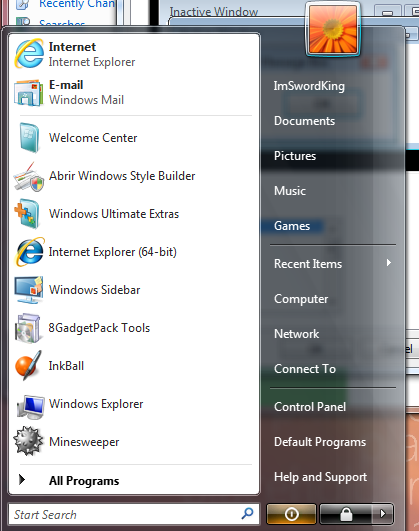 Recently Chan
Searches
Inactive Window
Internet
Internet Explorer
E-mail
Windows Mail
Welcome Center
Abrir Windows Style Builder
Windows Ultimate Extras
Internet Explorer (64-bit)
Windows Sidebar
8GadgetPack Tools
InkBall
Windows Explorer
Minesweeper
All Programs
Start Search
ImSwordKing
Documents
Pictures
Music
Games
Recent Items
Computer
Network
Connect To
Control Panel
Default Programs
Help and Support